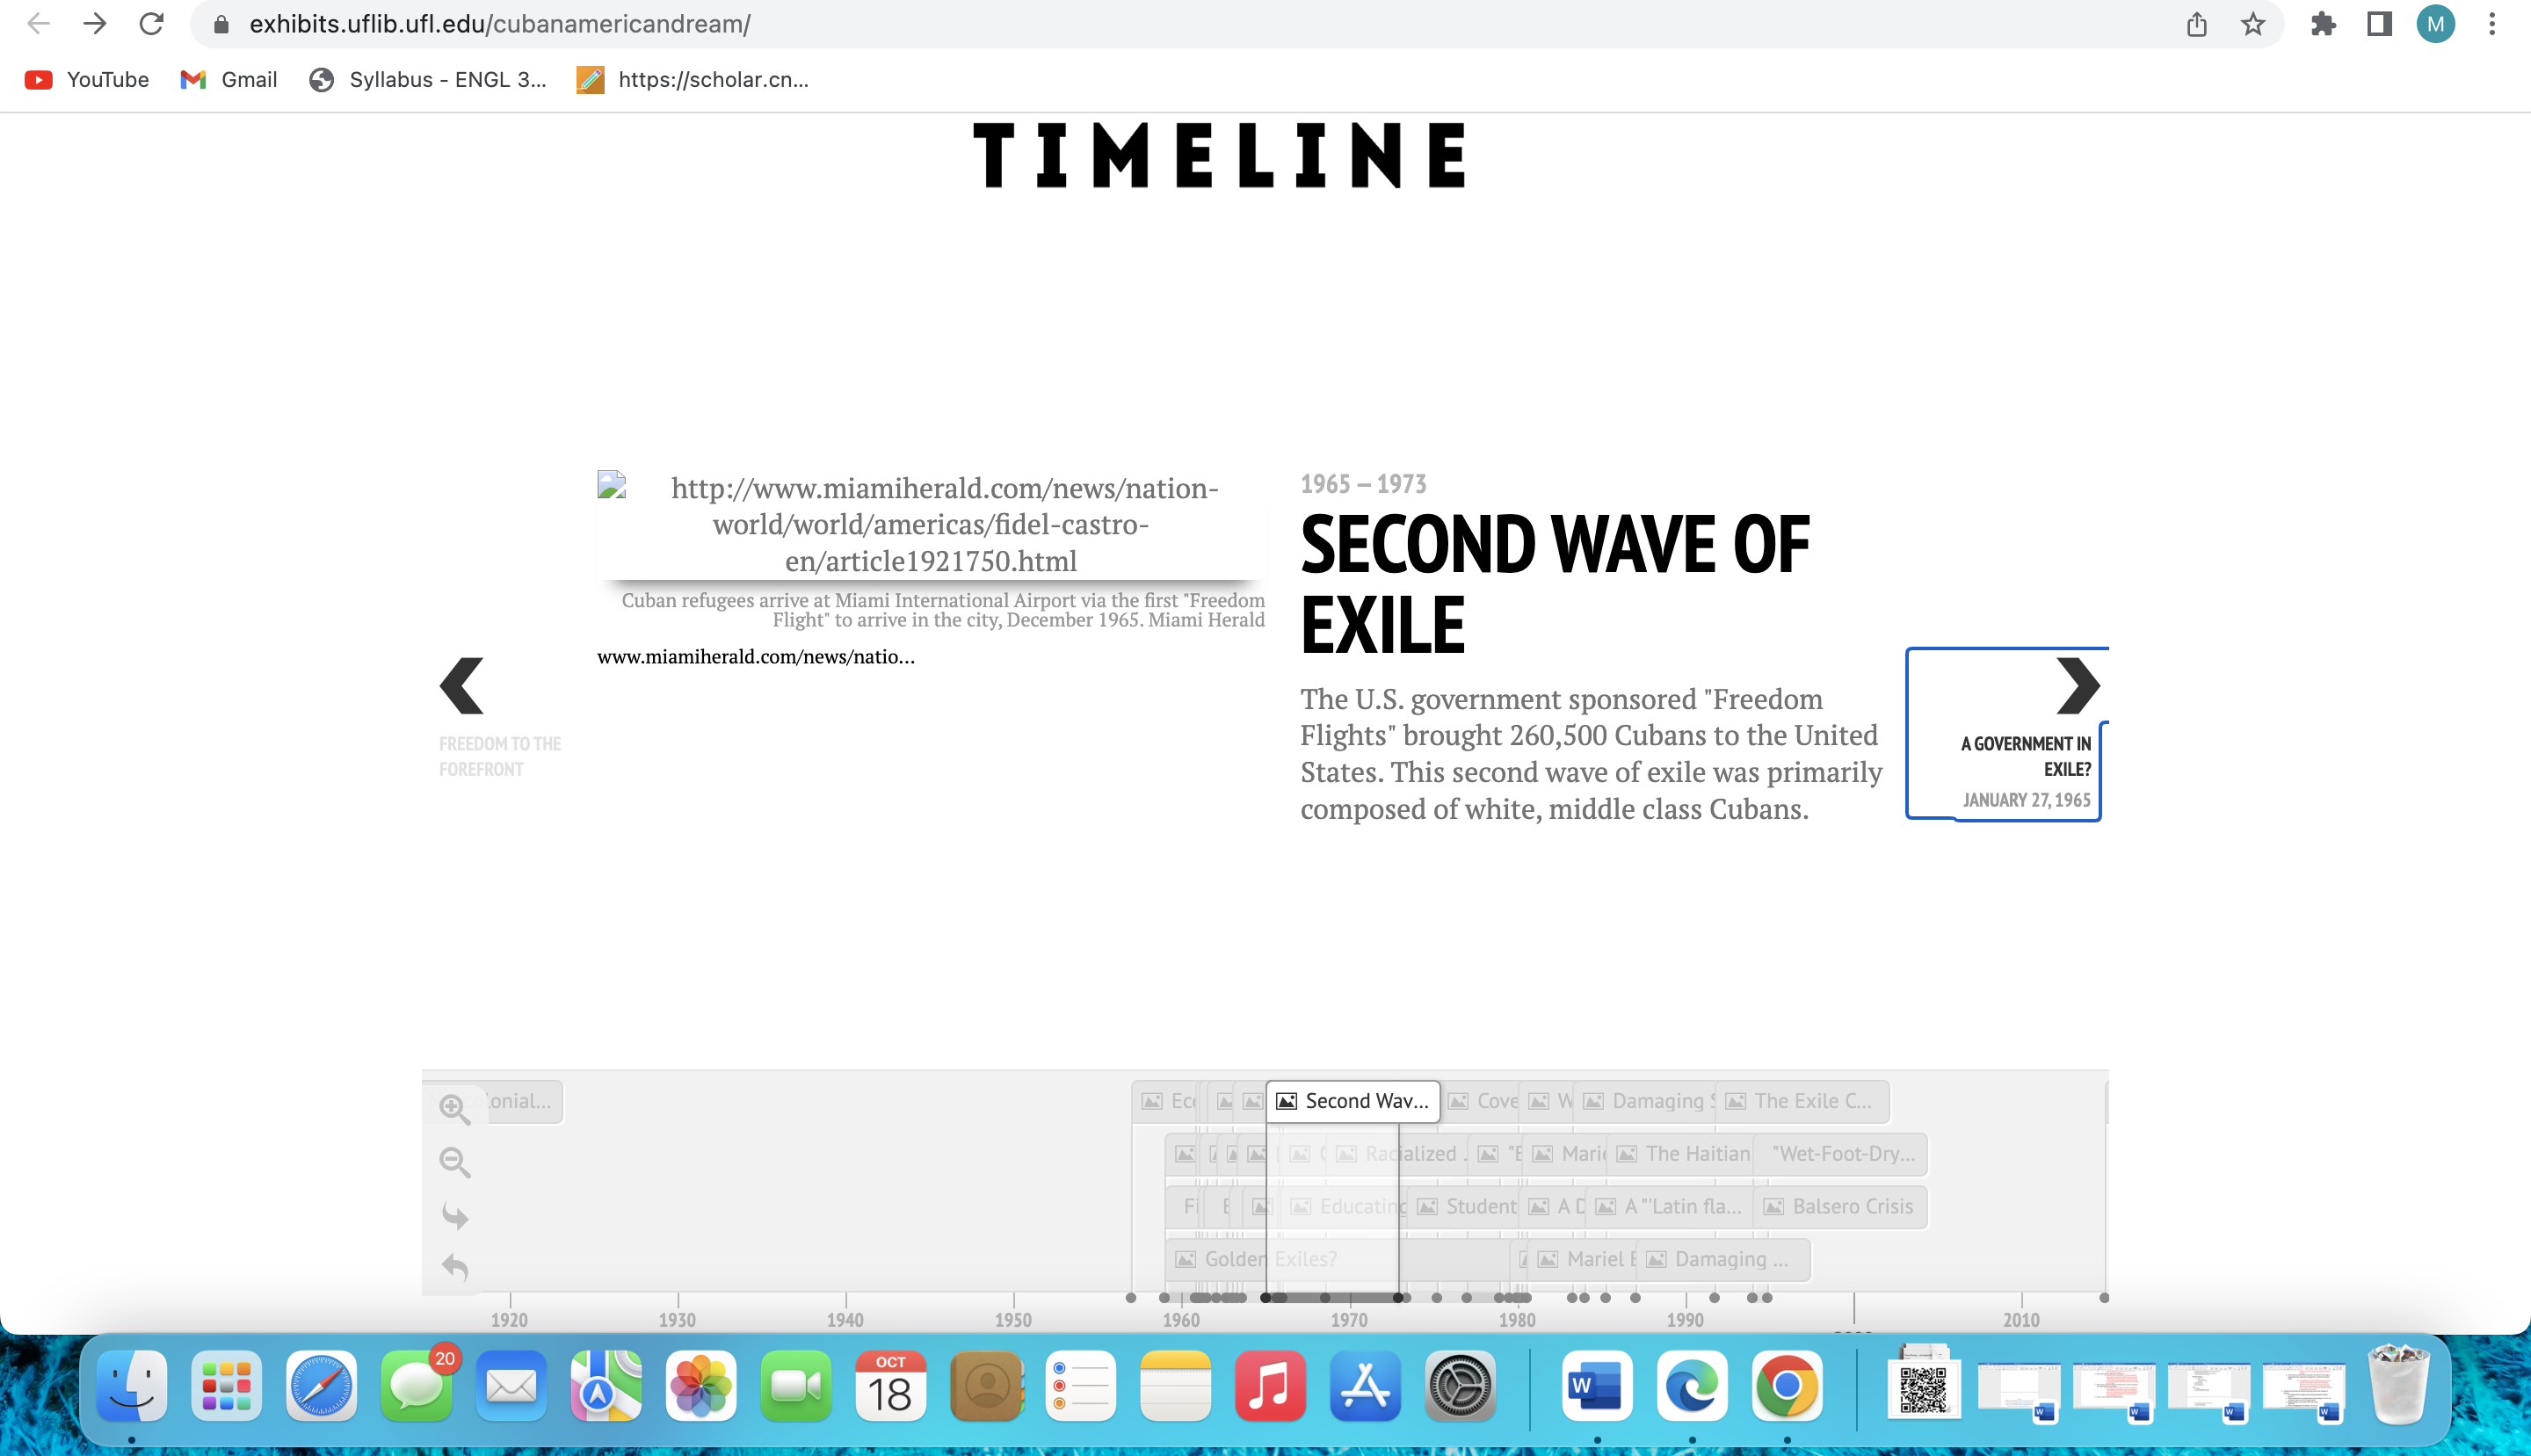 exhibits.uflib.ufl.edu/cubanamericandream/
M
YouTube
Gmail
Syllabus - ENGL 3...
https://scholar.cn...
TIMELINE
http://www.miamiherald.com/news/nation-
world/world/americas/fidel-castro-
en/article1921750.html
Cuban refugees arrive at Miami International Airport via the first "Freedom
Flight" to arrive in the city, December 1965. Miami Herald
www.miamiherald.com/news/natio...
FREEDOM TO THE
FOREFRONT
1965 — 1973
SECOND WAVE OF
EXILE
The U.S. government sponsored "Freedom
Flights" brought 260,500 Cubans to the United
States. This second wave of exile was primarily
composed of white, middle class Cubans.
A GOVERNMENT IN
EXILE?
JANUARY 27, 1965
onial...
Ec
Second Wav...
Cove
W
Damaging S
The Exile C...
Racialized .
"E
Mari
The Haitian
"Wet-Foot-Dry...
Fi
E
Educating
Student
A D
A "'Latin fla...
Balsero Crisis
Golden Exiles?
Mariel E
Damaging ...
1920
1930
1940
1950
1960
1970
1980
1990
2010
20
OCT
18
W
W
W
W
W